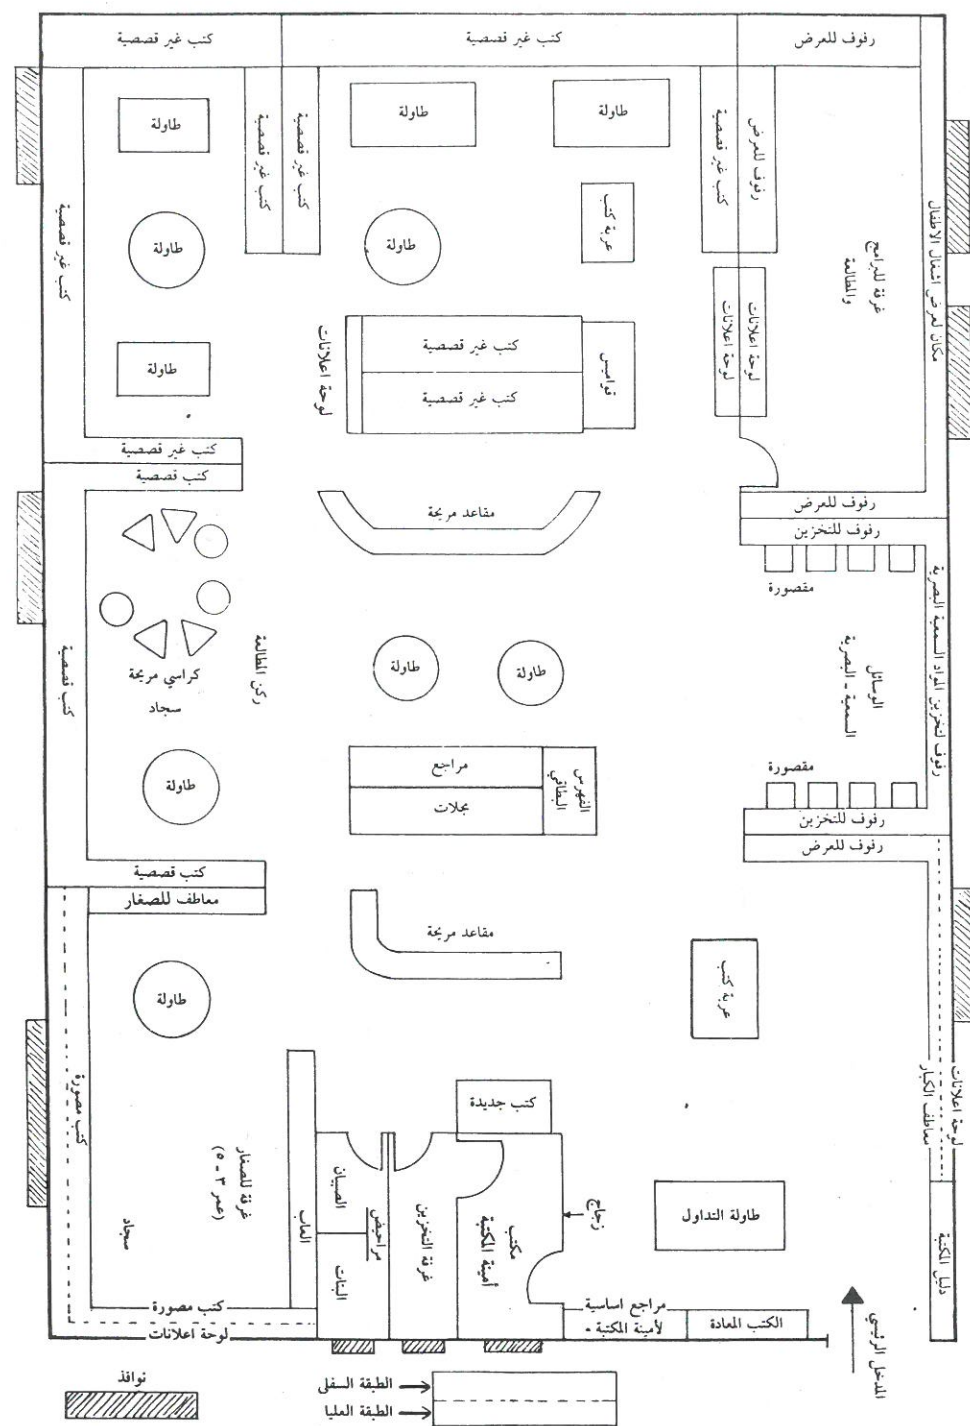 رفوف للعرض
كتب غير قصصية
كتب غير قصصية
رفوف للعرض
كتب غير قصصية
طاولة
طاولة
كتب غير قصصية
كتب غير قصصية
طاولة
مكان لعرض اشغال الاطفال
غرفة للبرامج
والمطالعة
عربة كتب
طاولة
طاولة
كتب غير قصصية
لوحة اعلانات
لوحة اعلانات
قواميس
كتب غير قصصية
كتب غير قصصية
لوحة اعلانات
طاولة
كتب غير قصصية
كتب قصصية
رفوف للعرض
رفوف للتخزين
مقصورة
مقاعد مريحة
رفوف لتخزين المواد السمعية البصرية
الوسائل
السمعية - البصرية
مقصورة
طاولة
طاولة
ركن المطالعة
كراسي مريحة
سجاد
كتب قصصية
طاولة
الفهرس
البطاقي
مراجع
مجلات
رفوف للتخزين
رفوف للعرض
كتب قصصية
معاطف للصغار
مقاعد مريحة
عربة كتب
طاولة
لوحة اعلانات
معاطف الكبار
كتب جديدة
كتب مصورة
غرفة للصغار
(عمر ٣ - ٥)
سجاد
العاب
الصبيان
مراحيض
البنات
غرفة التخزين
مكتب
أمينة المكتبة
زجاج
طاولة التداول
دليل المكتبة
كتب مصورة
لوحة اعلانات
مراجع اساسية
لأمينة المكتبة
الكتب المعادة
المدخل الرئيسي
نوافذ
الطبقة السفلى
الطبقة العليا